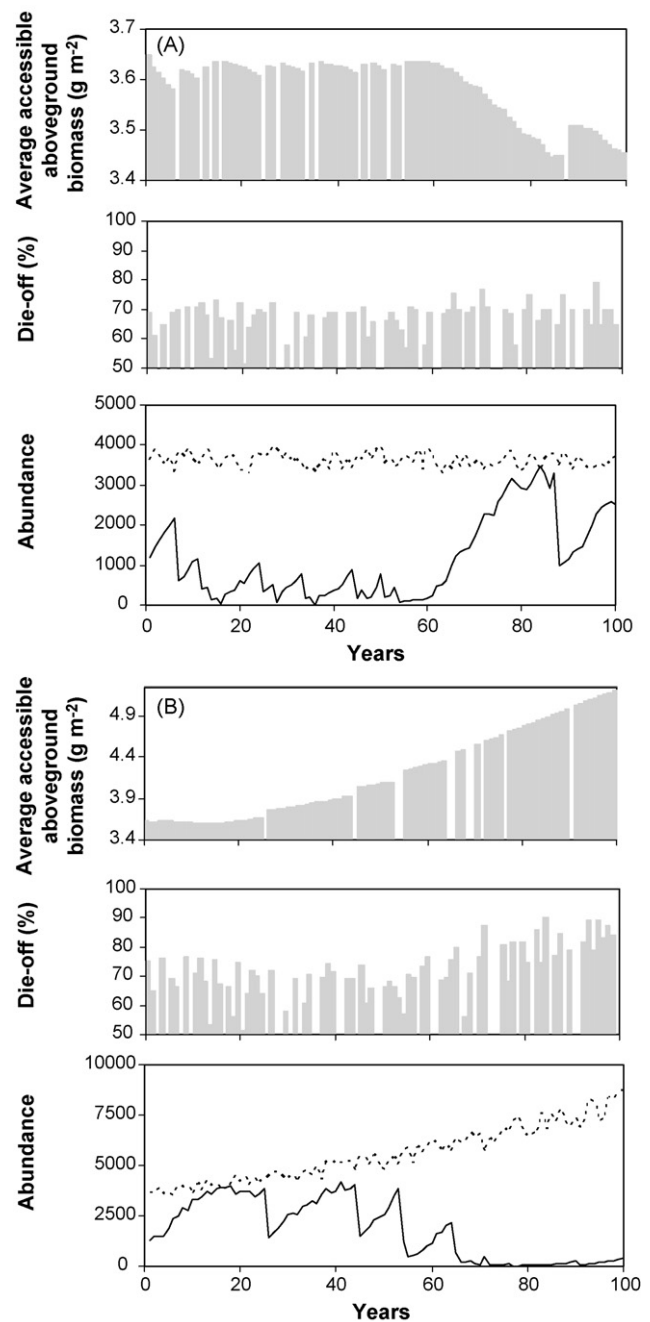 (A)
Average accessible
aboveground
biomass (g m-2)
3.7
3.6
3.5
3.4
Die-off (%)
100
90
80
70
60
50
Abundance
5000
4000
3000
2000
1000
0
0 20 40 60 80 100
Years
(B)
Average accessible
aboveground
biomass (g m-2)
4.9
4.4
3.9
3.4
Die-off (%)
100
90
80
70
60
50
Abundance
10000
7500
5000
2500
0
0 20 40 60 80 100
Years